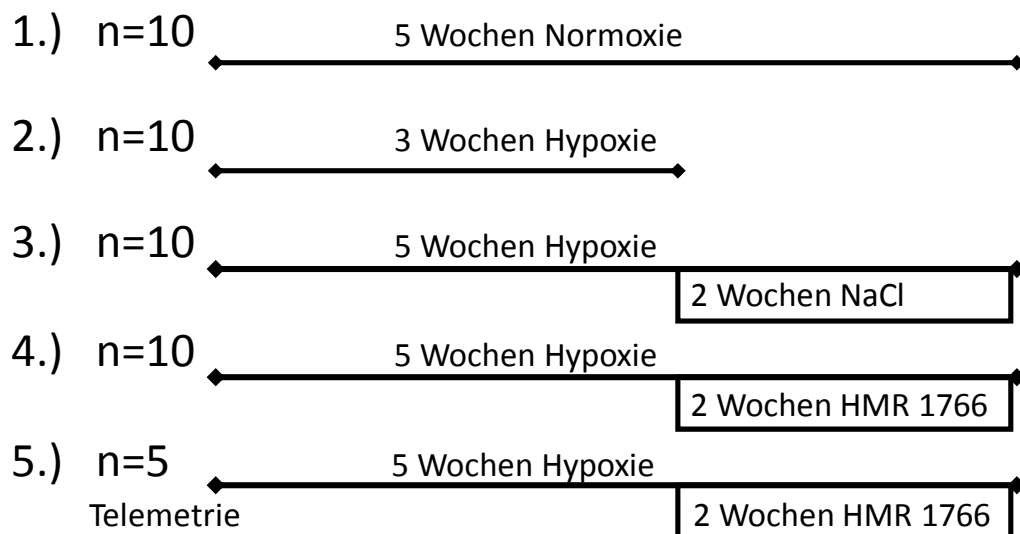 1.) n=10 5 Wochen Normoxie
2.) n=10 3 Wochen Hypoxie
3.) n=10 5 Wochen Hypoxie
2 Wochen NaCl
4.) n=10 5 Wochen Hypoxie
2 Wochen HMR 1766
5.) n=5 5 Wochen Hypoxie
Telemetrie 2 Wochen HMR 1766